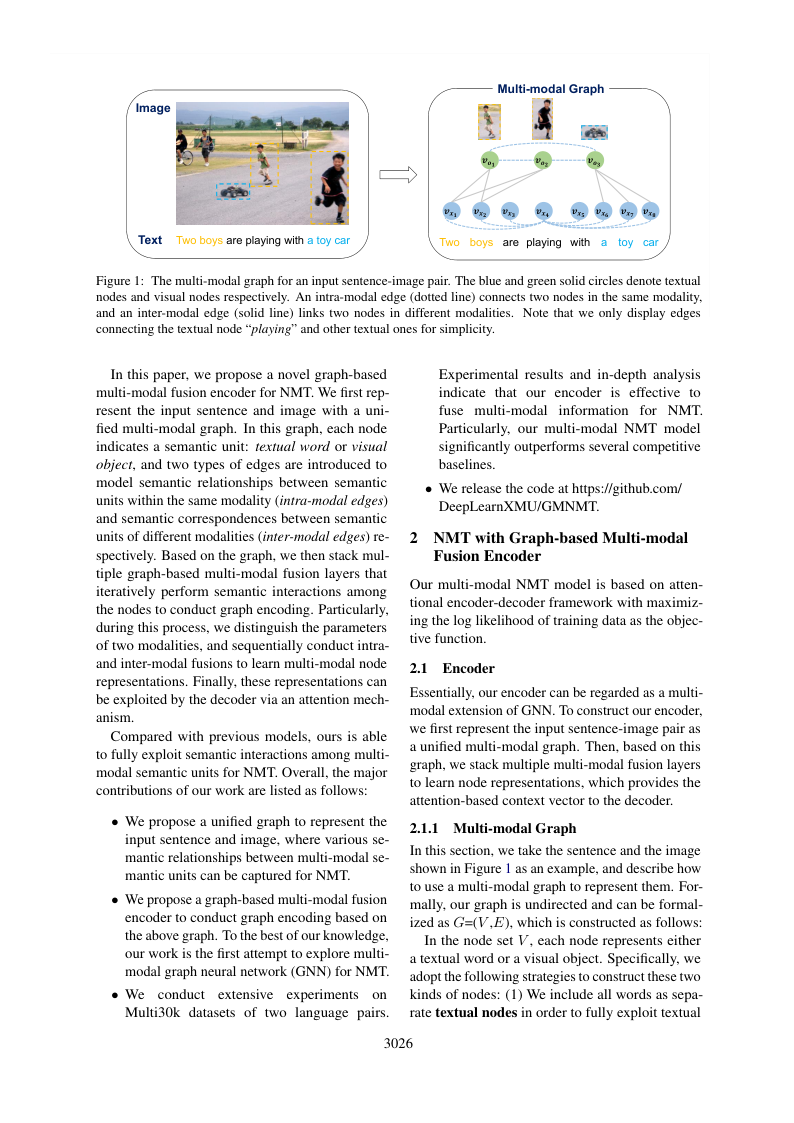 Image
Text
Two boys are playing with a toy car
Multi-modal Graph
v_{o_1} v_{o_2} v_{o_3}
v_{x_1} v_{x_2} v_{x_3} v_{x_4} v_{x_5} v_{x_6} v_{x_7} v_{x_8}
Two boys are playing with a toy car
Figure 1: The multi-modal graph for an input sentence-image pair. The blue and green solid circles denote textual
nodes and visual nodes respectively. An intra-modal edge (dotted line) connects two nodes in the same modality,
and an inter-modal edge (solid line) links two nodes in different modalities. Note that we only display edges
connecting the textual node “playing” and other textual ones for simplicity.
In this paper, we propose a novel graph-based
multi-modal fusion encoder for NMT. We first rep-
resent the input sentence and image with a uni-
fied multi-modal graph. In this graph, each node
indicates a semantic unit: textual word or visual
object, and two types of edges are introduced to
model semantic relationships between semantic
units within the same modality (intra-modal edges)
and semantic correspondences between semantic
units of different modalities (inter-modal edges) re-
spectively. Based on the graph, we then stack mul-
tiple graph-based multi-modal fusion layers that
iteratively perform semantic interactions among
the nodes to conduct graph encoding. Particularly,
during this process, we distinguish the parameters
of two modalities, and sequentially conduct intra-
and inter-modal fusions to learn multi-modal node
representations. Finally, these representations can
be exploited by the decoder via an attention mech-
anism.
Compared with previous models, ours is able
to fully exploit semantic interactions among multi-
modal semantic units for NMT. Overall, the major
contributions of our work are listed as follows:
• We propose a unified graph to represent the
input sentence and image, where various se-
mantic relationships between multi-modal se-
mantic units can be captured for NMT.
• We propose a graph-based multi-modal fusion
encoder to conduct graph encoding based on
the above graph. To the best of our knowledge,
our work is the first attempt to explore multi-
modal graph neural network (GNN) for NMT.
• We conduct extensive experiments on
Multi30k datasets of two language pairs.
Experimental results and in-depth analysis
indicate that our encoder is effective to
fuse multi-modal information for NMT.
Particularly, our multi-modal NMT model
significantly outperforms several competitive
baselines.
• We release the code at https://github.com/
DeepLearnXMU/GMNMT.
2 NMT with Graph-based Multi-modal
Fusion Encoder
Our multi-modal NMT model is based on atten-
tional encoder-decoder framework with maximiz-
ing the log likelihood of training data as the objec-
tive function.
2.1 Encoder
Essentially, our encoder can be regarded as a multi-
modal extension of GNN. To construct our encoder,
we first represent the input sentence-image pair as
a unified multi-modal graph. Then, based on this
graph, we stack multiple multi-modal fusion layers
to learn node representations, which provides the
attention-based context vector to the decoder.
2.1.1 Multi-modal Graph
In this section, we take the sentence and the image
shown in Figure 1 as an example, and describe how
to use a multi-modal graph to represent them. For-
mally, our graph is undirected and can be formal-
ized as G=(V,E), which is constructed as follows:
In the node set V, each node represents either
a textual word or a visual object. Specifically, we
adopt the following strategies to construct these two
kinds of nodes: (1) We include all words as sepa-
rate textual nodes in order to fully exploit textual
3026